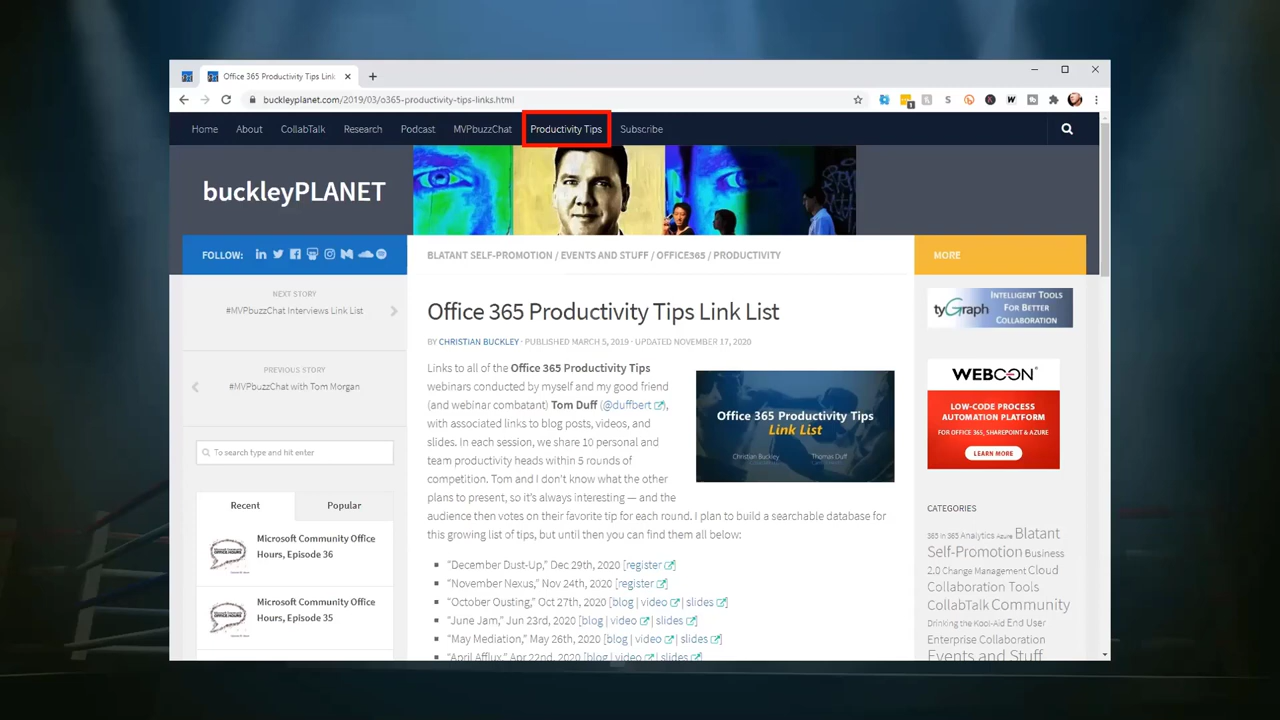 Office 365 Productivity Tips Link
buckleyplanet.com/2019/03/o365-productivity-tips-links.html
Home About CollabTalk Research Podcast MVPbuzzChat Productivity Tips Subscribe
buckleyPLANET
FOLLOW:
BLATANT SELF-PROMOTION / EVENTS AND STUFF / OFFICE365 / PRODUCTIVITY
MORE
NEXT STORY
#MVPbuzzChat Interviews Link List
PREVIOUS STORY
#MVPbuzzChat with Tom Morgan
To search type and hit enter
Recent Popular
Microsoft Community Office
Hours, Episode 36
Microsoft Community Office
Hours, Episode 35
Office 365 Productivity Tips Link List
BY CHRISTIAN BUCKLEY · PUBLISHED MARCH 5, 2019 · UPDATED NOVEMBER 17, 2020
Links to all of the Office 365 Productivity Tips
webinars conducted by myself and my good friend
(and webinar combatant) Tom Duff (@duffbert),
with associated links to blog posts, videos, and
slides. In each session, we share 10 personal and
team productivity heads within 5 rounds of
competition. Tom and I don't know what the other
plans to present, so it's always interesting — and the
audience then votes on their favorite tip for each round. I plan to build a searchable database for
this growing list of tips, but until then you can find them all below:
Office 365 Productivity Tips
Link List
Christian Buckley Thomas Duff
"December Dust-Up," Dec 29th, 2020 [register]
"November Nexus," Nov 24th, 2020 [register]
"October Ousting," Oct 27th, 2020 [blog | video | slides]
"June Jam," Jun 23rd, 2020 [blog | video | slides]
"May Mediation," May 26th, 2020 [blog | video | slides]
"April Afflux," Apr 22nd, 2020 [blog | video | slides]
tyGraph
INTELLIGENT TOOLS
FOR BETTER
COLLABORATION
WEBCON
LOW-CODE PROCESS
AUTOMATION PLATFORM
FOR OFFICE 365, SHAREPOINT & AZURE
LEARN MORE
CATEGORIES
365 in 365 Analytics Azure Blatant
Self-Promotion Business
2.0 Change Management Cloud
Collaboration Tools
CollabTalk Community
Drinking the Kool-Aid End User
Enterprise Collaboration
Events and Stuff